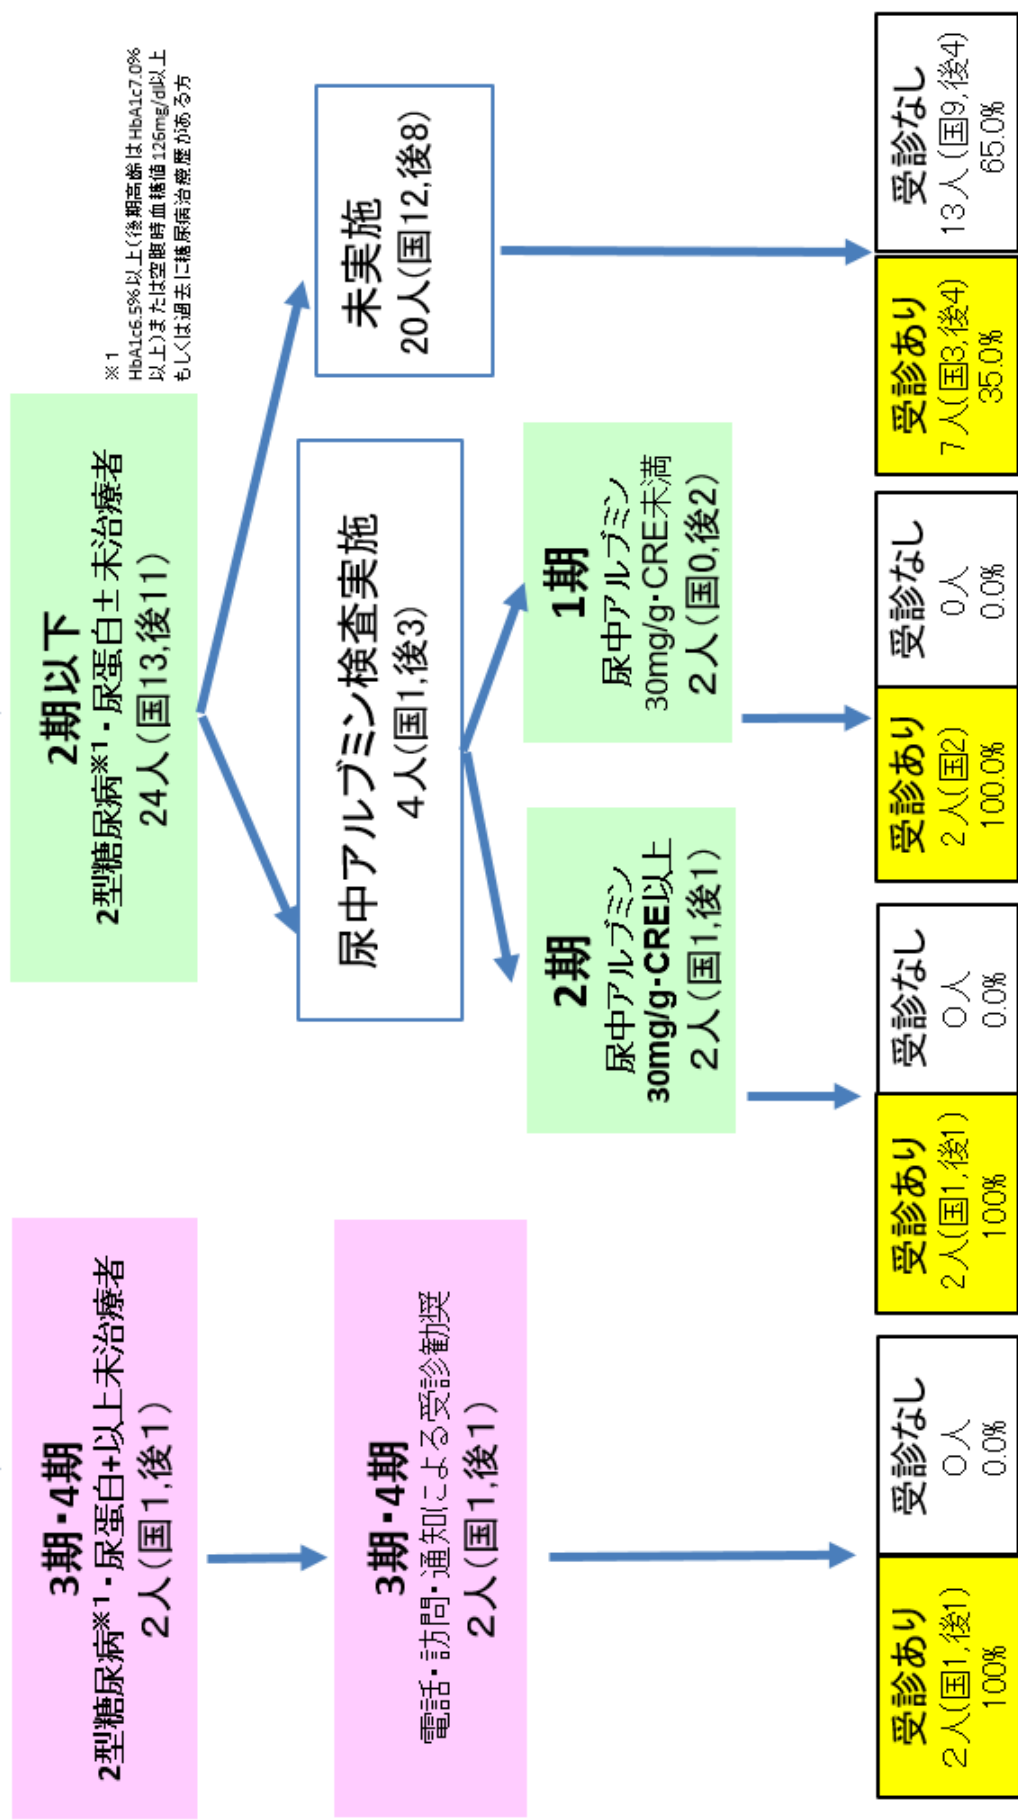 3期・4期
2型糖尿病※1・尿蛋白+以上未治療者
2人(国1,後1)
2期以下
2型糖尿病※1・尿蛋白±未治療者
24人(国13,後11)
※1
HbA1c6.5%以上(後期高齢はHbA1c7.0%
以上)または空腹時血糖値126mg/dl以上
もしくは過去に糖尿病治療歴がある方
3期・4期
電話・訪問・通知による受診勧奨
2人(国1,後1)
尿中アルブミン検査実施
4人(国1,後3)
未実施
20人(国12,後8)
2期
尿中アルブミン
30mg/g・CRE以上
2人(国1,後1)
1期
尿中アルブミン
30mg/g・CRE未満
2人(国0,後2)
受診あり
2人(国1,後1)
100%
受診なし
0人
0.0%
受診あり
2人(国1,後1)
100%
受診なし
0人
0.0%
受診あり
2人(国2)
100.0%
受診なし
0人
0.0%
受診あり
7人(国3,後4)
35.0%
受診なし
13人(国9,後4)
65.0%